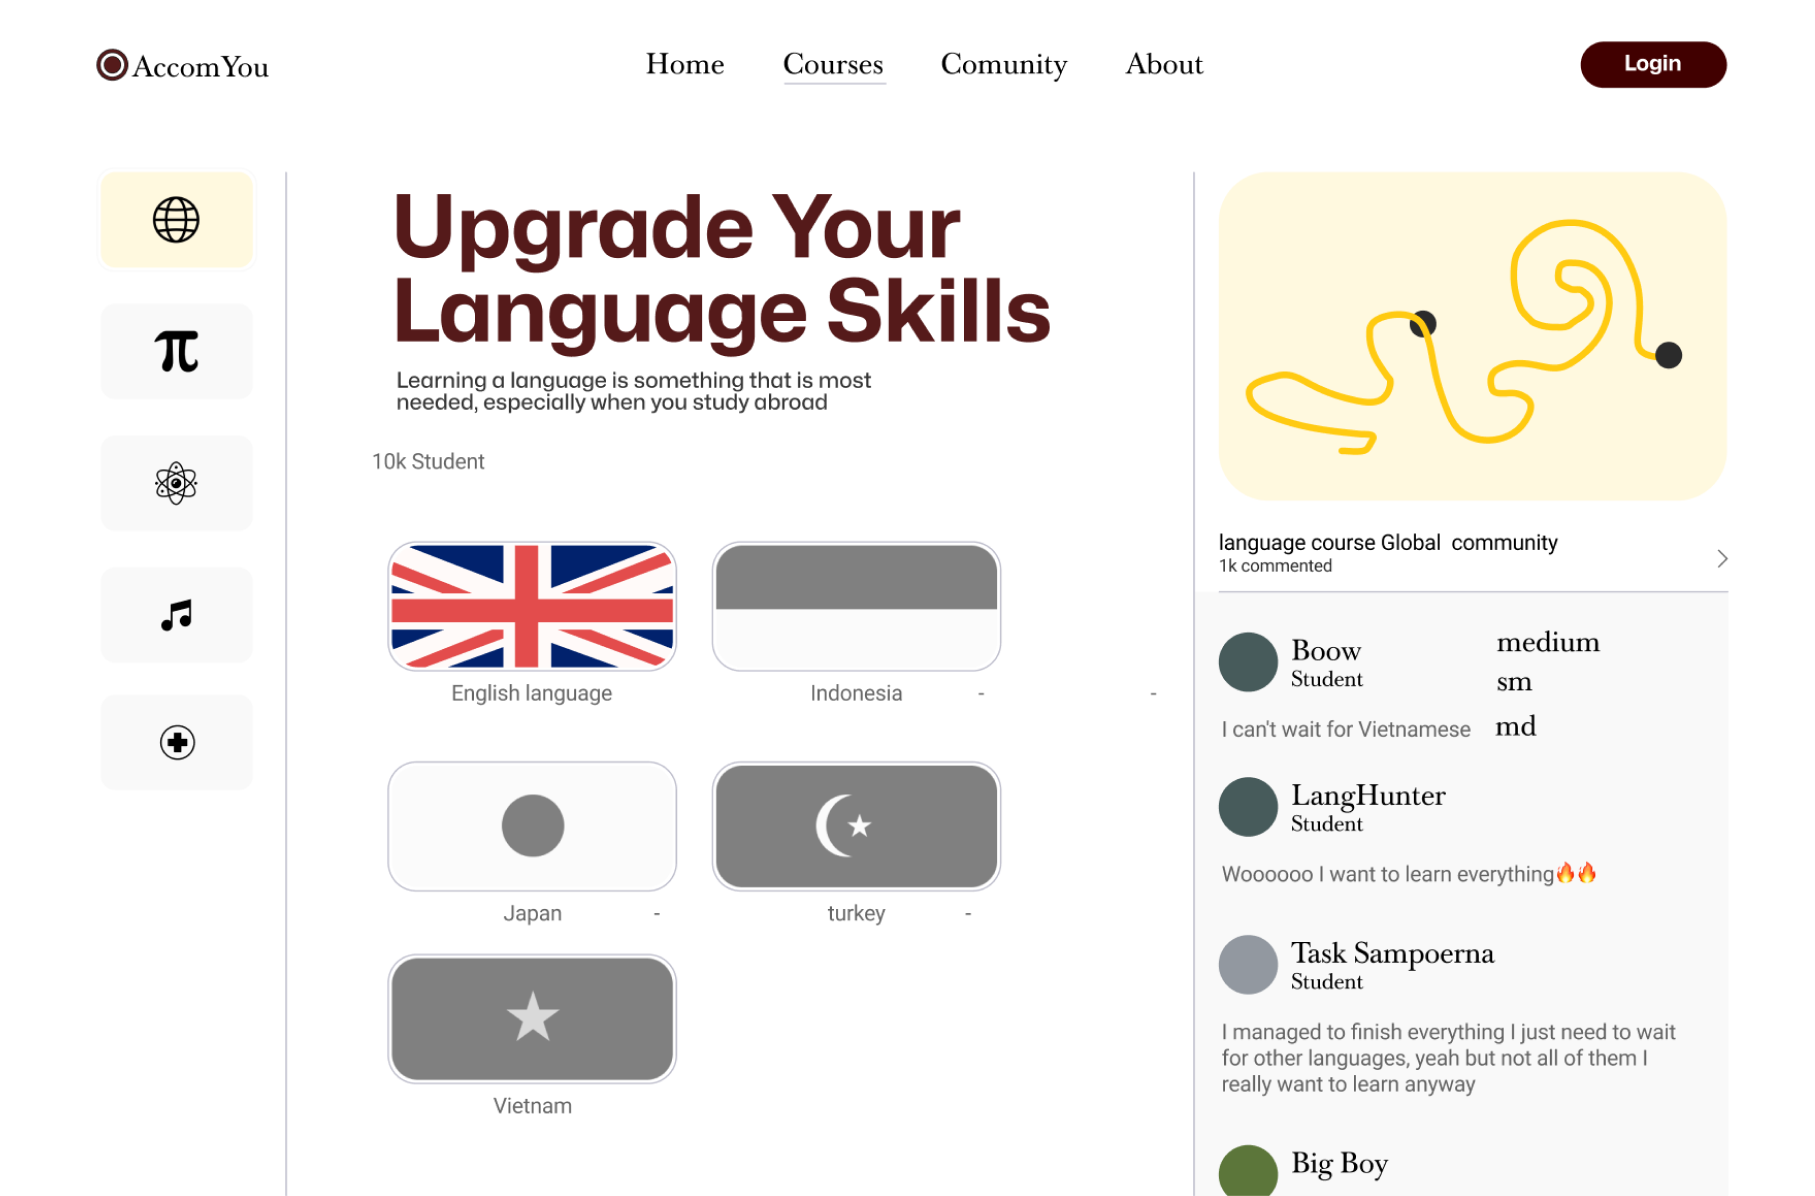 AccomYou
Home
Courses
Comunity
About
Login
Upgrade Your
Language Skills
Learning a language is something that is most
needed, especially when you study abroad
10k Student
English language
Indonesia
-
-
Japan
-
turkey
-
Vietnam
language course Global  community
1k commented
Boow
Student
medium
sm
md
I can't wait for Vietnamese
LangHunter
Student
Woooooo I want to learn everything🔥🔥
Task Sampoerna
Student
I managed to finish everything I just need to wait
for other languages, yeah but not all of them I
really want to learn anyway
Big Boy